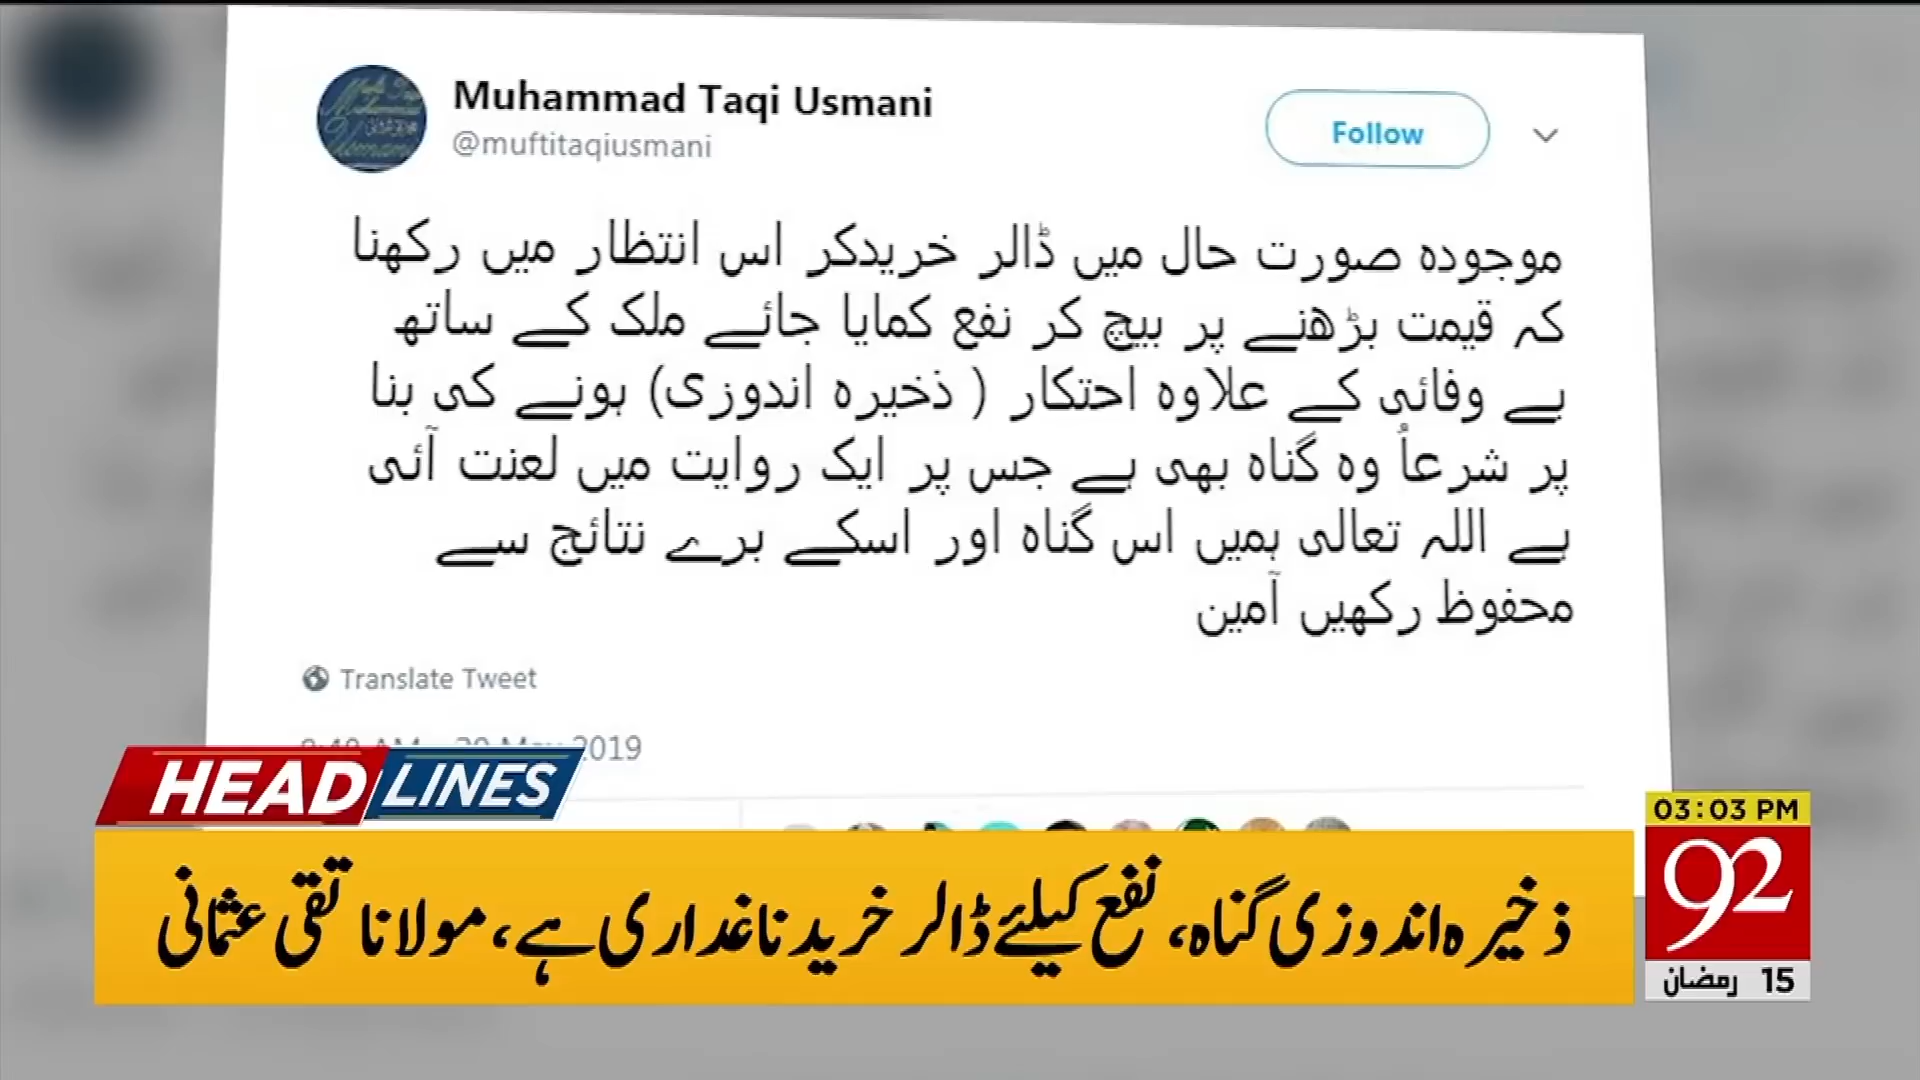 Muhammad Taqi Usmani
@muftitaqiusmani
Follow
موجودہ صورت حال میں ڈالر خریدکر اس انتظار میں رکھنا
کہ قیمت بڑھنے پر بیچ کر نفع کمایا جائے ملک کے ساتھ
بے وفائی کے علاوہ احتکار ( ذخیرہ اندوزی) ہونے کی بنا
پر شرعاُ وہ گناہ بھی ہے جس پر ایک روایت میں لعنت آئی
ہے اللہ تعالی ہمیں اس گناہ اور اسکے برے نتائج سے
محفوظ رکھیں آمین
Translate Tweet
2019
HEADLINES
03:03 PM
ذخیرہ اندوزی گناہ، نفع کیلئے ڈالر خریدنا غداری ہے، مولانا تقی عثمانی
92
15 رمضان